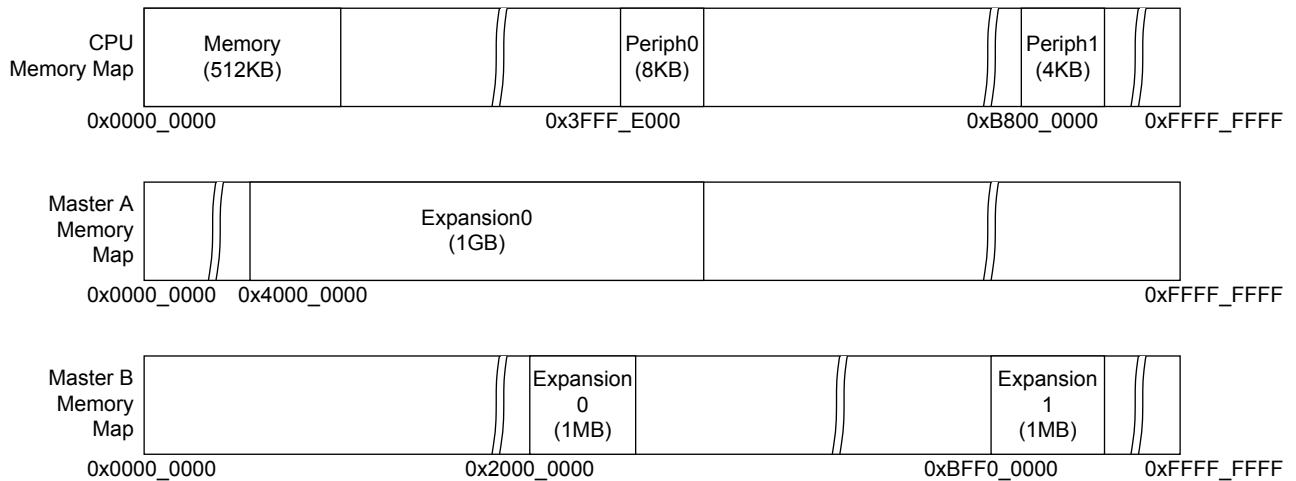 CPU
Memory Map
Memory
(512KB)
Periph0
(8KB)
Periph1
(4KB)
0x0000_0000
0x3FFF_E000
0xB800_0000
0xFFFF_FFFF
Master A
Memory
Map
Expansion0
(1GB)
0x0000_0000
0x4000_0000
0xFFFF_FFFF
Master B
Memory
Map
Expansion
0
(1MB)
Expansion
1
(1MB)
0x0000_0000
0x2000_0000
0xBFF0_0000
0xFFFF_FFFF